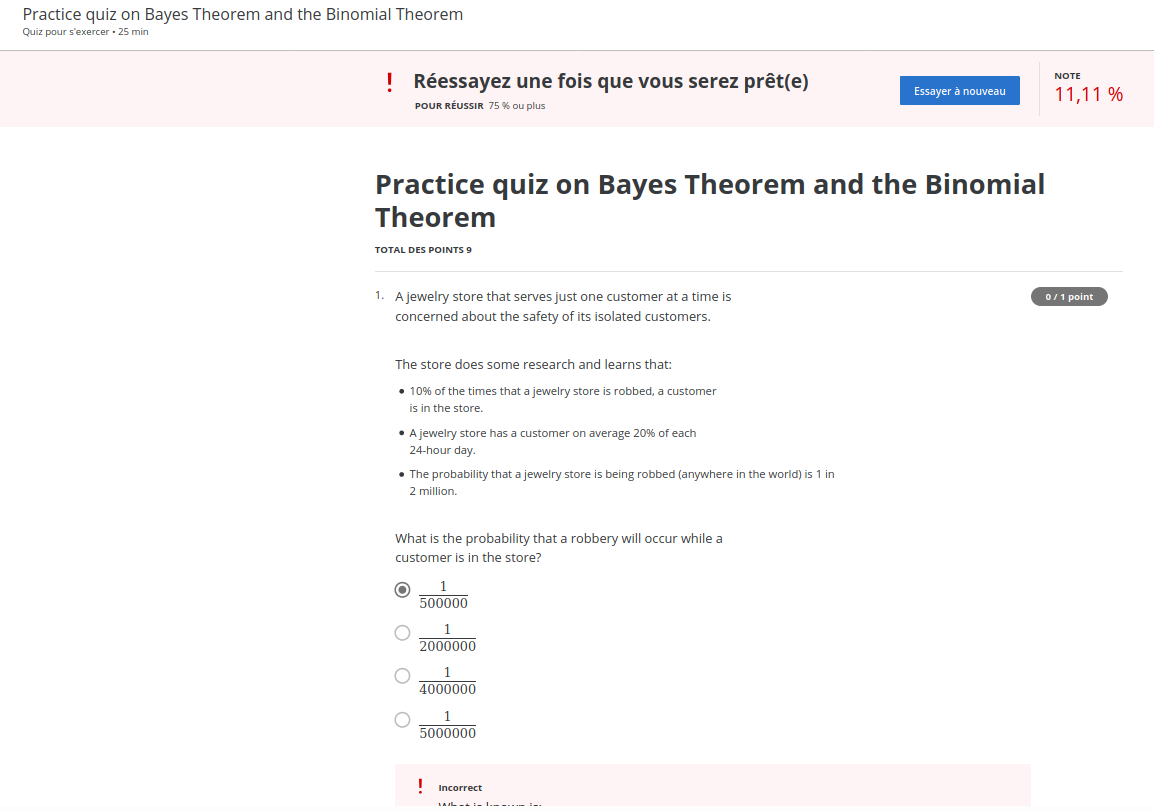 Practice quiz on Bayes Theorem and the Binomial Theorem
Quiz pour s'exercer • 25 min
! Réessayez une fois que vous serez prêt(e)
POUR RÉUSSIR 75 % ou plus
Essayer à nouveau
NOTE
11,11 %
Practice quiz on Bayes Theorem and the Binomial
Theorem
TOTAL DES POINTS 9
1. A jewelry store that serves just one customer at a time is
concerned about the safety of its isolated customers.
0 / 1 point
The store does some research and learns that:
• 10% of the times that a jewelry store is robbed, a customer
is in the store.
• A jewelry store has a customer on average 20% of each
24-hour day.
• The probability that a jewelry store is being robbed (anywhere in the world) is 1 in
2 million.
What is the probability that a robbery will occur while a
customer is in the store?
1
500000
1
2000000
1
4000000
1
5000000
! Incorrect
What is known is: